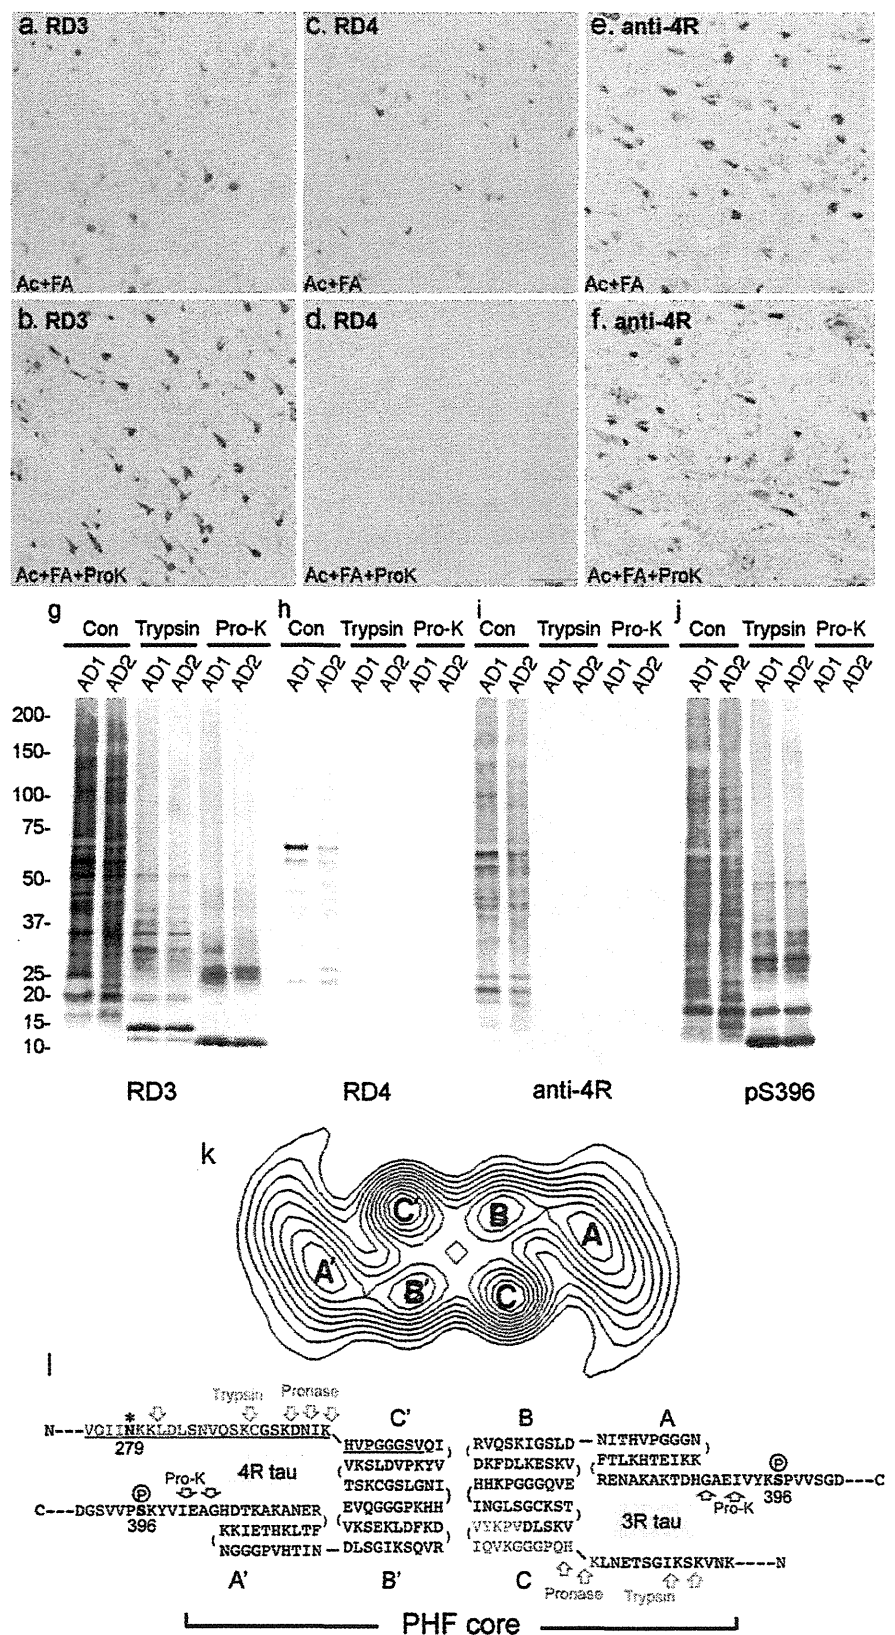 a. RD3
c. RD4
e. anti-4R
Ac+FA
Ac+FA
Ac+FA
b. RD3
d. RD4
f. anti-4R
Ac+FA+ProK
Ac+FA+ProK
Ac+FA+ProK
g
h
i
j
Con Trypsin Pro-K
Con Trypsin Pro-K
Con Trypsin Pro-K
Con Trypsin Pro-K
AD1 AD2 AD1 AD2 AD1 AD2
AD1 AD2 AD1 AD2 AD1 AD2
AD1 AD2 AD1 AD2 AD1 AD2
AD1 AD2 AD1 AD2 AD1 AD2
200-
150-
100-
75-
50-
37-
25-
20-
15-
10-
RD3
RD4
anti-4R
pS396
k
C' B A
A' B' C
l
Trypsin Pronase
*
N---VQIINKKLDLSNVQSKCGSKDNIK
279
C'
HVPGGGSVQI
VKSLDVPKYV
TSKCGSLGNI
EVQGGGPKHH
VKSEKLDFKD
DLSGIKSQVR
B'
Pro-K
4R tau
P
C---DGSVVPSKYVIEAGHDTKAKANER
396
KKIETHKLTF
NGGGPVHTIN
A'
B
RVQSKIGSLD
DKFDLKESKV
HHKPGGGQVE
INGLSGCKST
VYKPVDLSKV
IQVKGGGPQH
C
A
NITHVPGGGN
FTLKHTEIKK
P
RENAKAKTDHGAEIVYKSPVVSGD---C
396
Pro-K
3R tau
KLNETSGIKSKVNK----N
Pronase Trypsin
PHF core